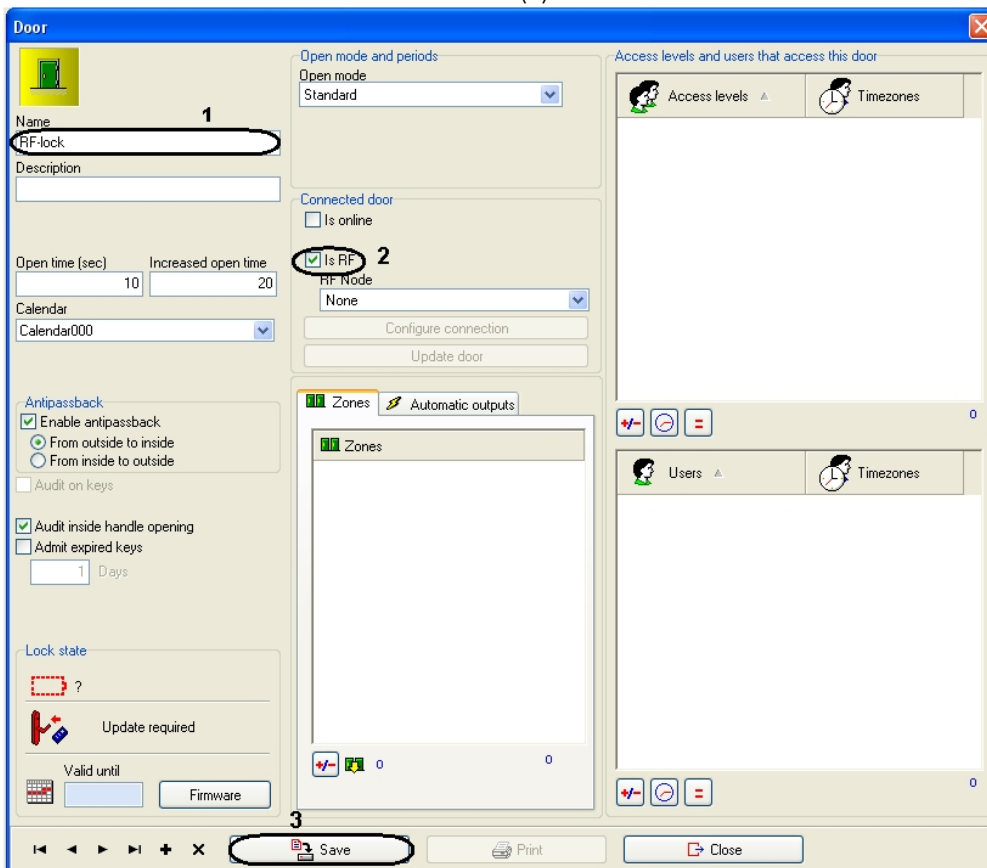 Door
Name
1
RF-lock
Description
Open time (sec)
Increased open time
10
20
Calendar
Calendar000
Antipassback
Enable antipassback
From outside to inside
From inside to outside
Audit on keys
Audit inside handle opening
Admit expired keys
1 Days
Lock state
?
Update required
Valid until
Firmware
Open mode and periods
Open mode
Standard
Connected door
Is online
Is RF
2
RF Node
None
Configure connection
Update door
Zones
Automatic outputs
Zones
0
0
Access levels and users that access this door
Access levels
Timezones
0
Users
Timezones
0
3
Save
Print
Close